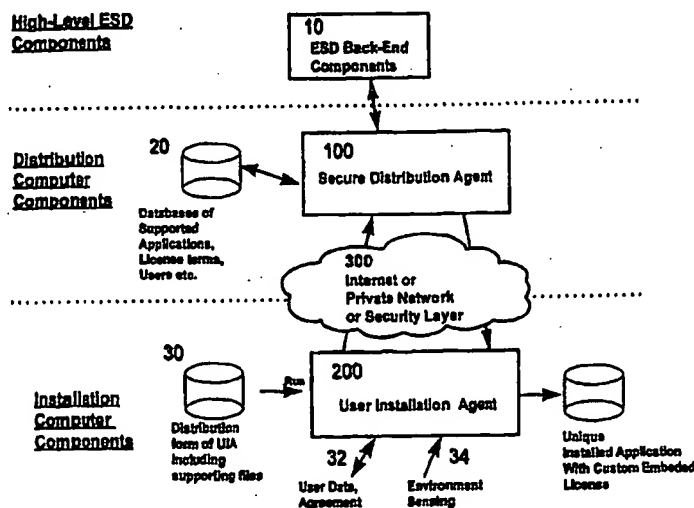 High-Level ESD
Components
10
ESD Back-End
Components
Distribution
Computer
Components
20
Databases of
Supported
Applications,
License terms,
Users etc.
100
Secure Distribution Agent
300
Internet or
Private Network
or Security Layer
Installation
Computer
Components
30
Distribution
form of UIA
including
supporting files
Run
200
User Installation Agent
32
User Data,
Agreement
34
Environment
Sensing
Unique
Installed Application
With Custom Embeded
License